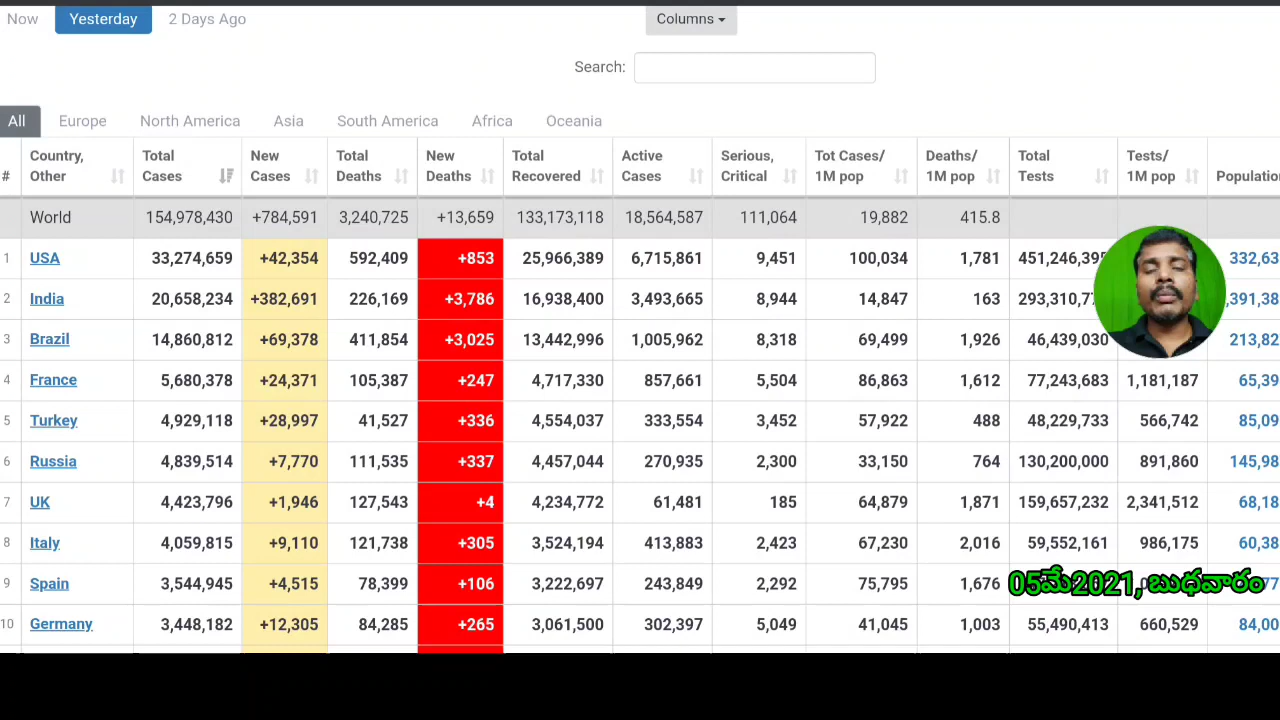 Now Yesterday 2 Days Ago Columns
Search:
All Europe North America Asia South America Africa Oceania
# Country, Other Total Cases New Cases Total Deaths New Deaths Total Recovered Active Cases Serious, Critical Tot Cases/ 1M pop Deaths/ 1M pop Total Tests Tests/ 1M pop
World 154,978,430 +784,591 3,240,725 +13,659 133,173,118 18,564,587 111,064 19,882 415.8
1 USA 33,274,659 +42,354 592,409 +853 25,966,389 6,715,861 9,451 100,034 1,781
2 India 20,658,234 +382,691 226,169 +3,786 16,938,400 3,493,665 8,944 14,847 163
3 Brazil 14,860,812 +69,378 411,854 +3,025 13,442,996 1,005,962 8,318 69,499 1,926 46,439,030
4 France 5,680,378 +24,371 105,387 +247 4,717,330 857,661 5,504 86,863 1,612 77,243,683 1,181,187
5 Turkey 4,929,118 +28,997 41,527 +336 4,554,037 333,554 3,452 57,922 488 48,229,733 566,742
6 Russia 4,839,514 +7,770 111,535 +337 4,457,044 270,935 2,300 33,150 764 130,200,000 891,860
7 UK 4,423,796 +1,946 127,543 +4 4,234,772 61,481 185 64,879 1,871 159,657,232 2,341,512
8 Italy 4,059,815 +9,110 121,738 +305 3,524,194 413,883 2,423 67,230 2,016 59,552,161 986,175
9 Spain 3,544,945 +4,515 78,399 +106 3,222,697 243,849 2,292 75,795 1,676
05మే2021, బుధవారం
10 Germany 3,448,182 +12,305 84,285 +265 3,061,500 302,397 5,049 41,045 1,003 55,490,413 660,529